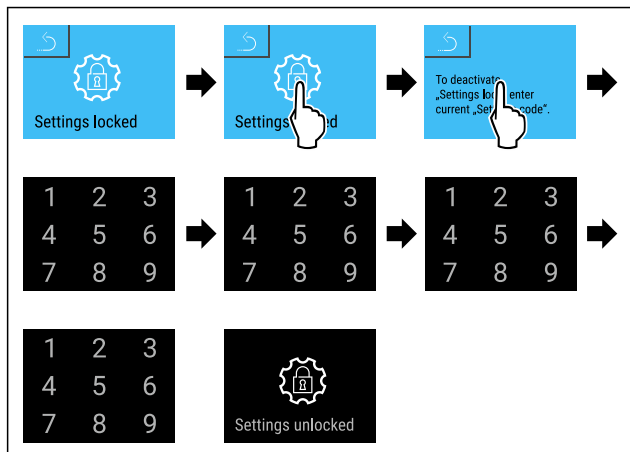 Settings locked
Settings d
To deactivate
„Settings lo enter
current „Set code”.
1 2 3
4 5 6
7 8 9
1 2 3
4 5 6
7 8 9
1 2 3
4 5 6
7 8 9
1 2 3
4 5 6
7 8 9
Settings unlocked